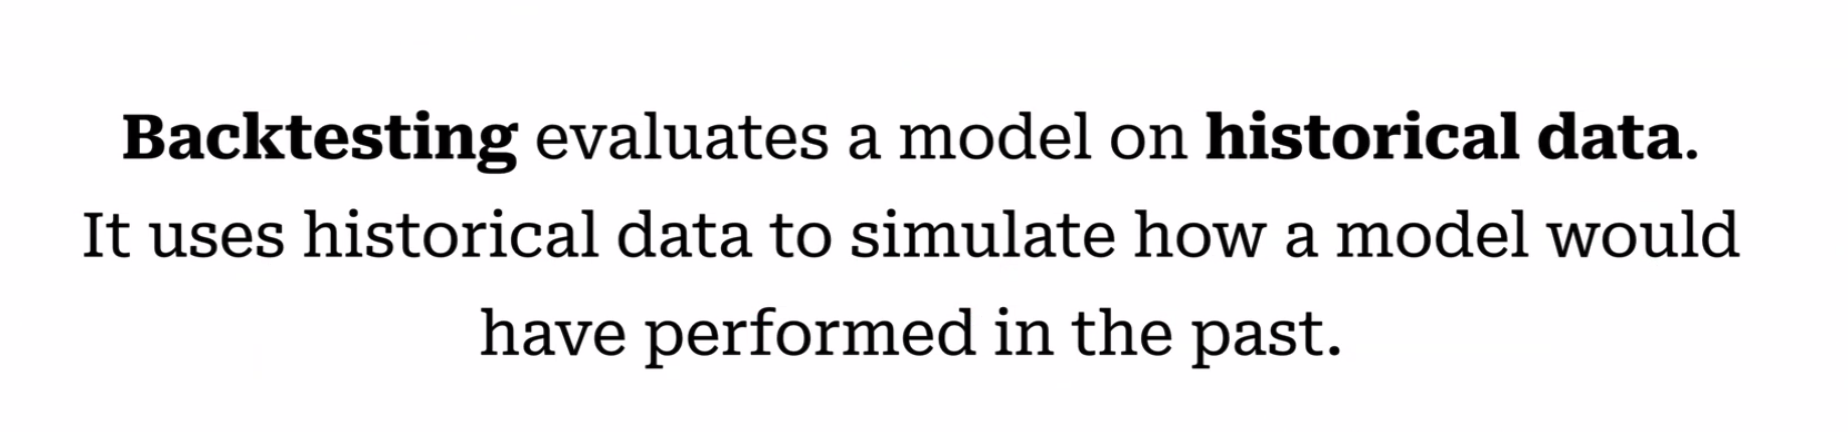 Backtesting evaluates a model on historical data.
It uses historical data to simulate how a model would
have performed in the past.